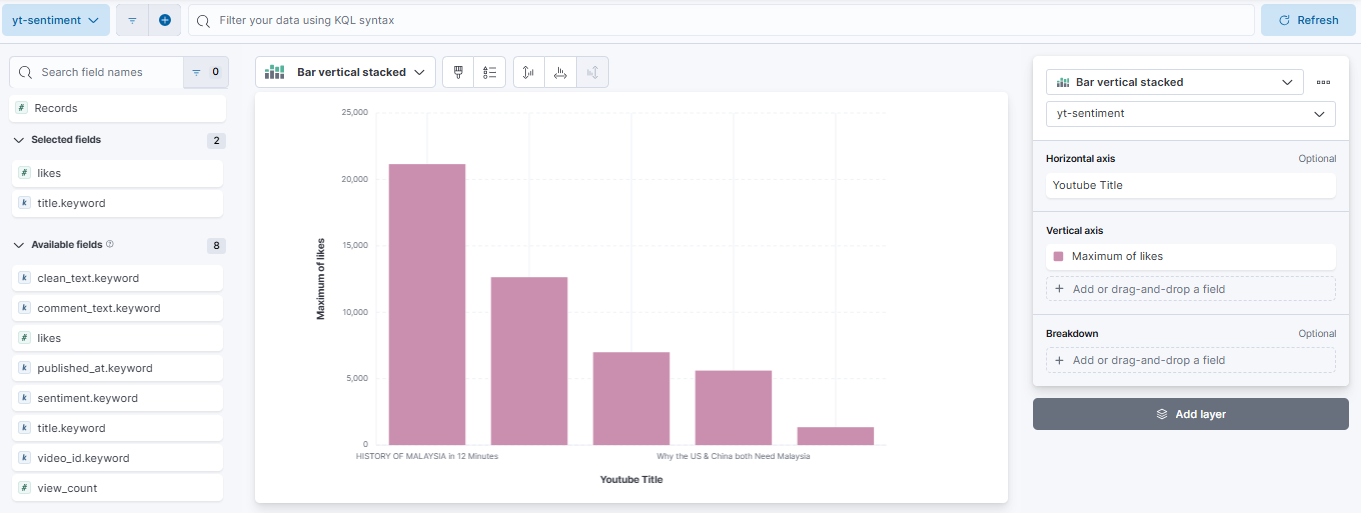 yt-sentiment
Filter your data using KQL syntax
Refresh
Search field names
0
# Records
Selected fields
2
# likes
k title.keyword
Available fields
8
k clean_text.keyword
k comment_text.keyword
# likes
k published_at.keyword
k sentiment.keyword
k title.keyword
k video_id.keyword
# view_count
Bar vertical stacked
25,000
20,000
15,000
10,000
5,000
0
Maximum of likes
HISTORY OF MALAYSIA in 12 Minutes
Why the US & China both Need Malaysia
Youtube Title
Bar vertical stacked
yt-sentiment
Horizontal axis
Optional
Youtube Title
Vertical axis
Maximum of likes
+ Add or drag-and-drop a field
Breakdown
Optional
+ Add or drag-and-drop a field
Add layer